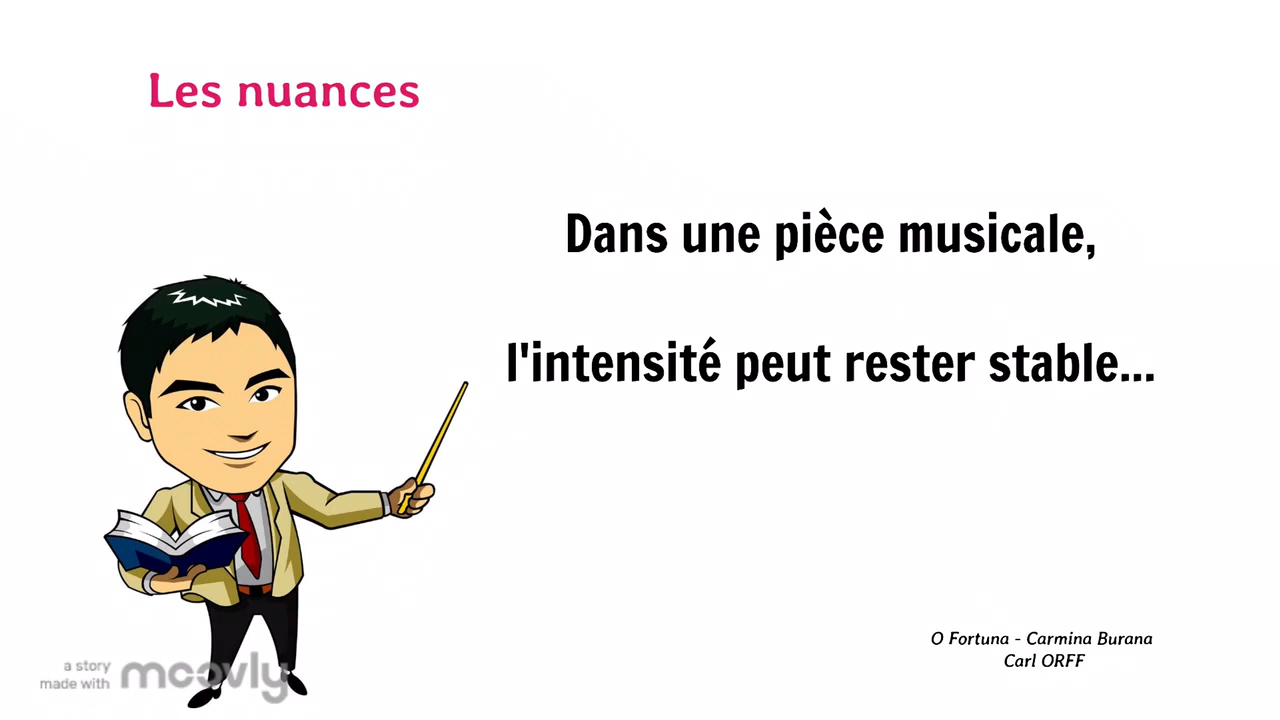 Les nuances
Dans une pièce musicale,
l'intensité peut rester stable...
O Fortuna - Carmina Burana
Carl ORFF
a story
made with moovly